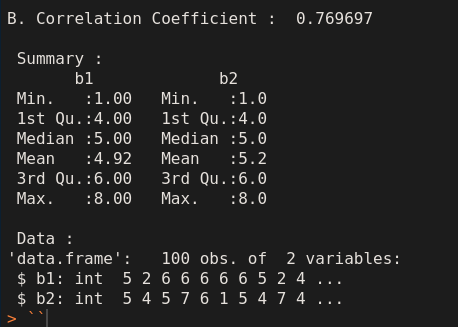 B. Correlation Coefficient :  0.769697
Summary :
       b1             b2
 Min.   :1.00   Min.   :1.0
 1st Qu.:4.00   1st Qu.:4.0
 Median :5.00   Median :5.0
 Mean   :4.92   Mean   :5.2
 3rd Qu.:6.00   3rd Qu.:6.0
 Max.   :8.00   Max.   :8.0
Data :
'data.frame':   100 obs. of  2 variables:
 $ b1: int  5 2 6 6 6 6 6 5 2 4 ...
 $ b2: int  5 4 5 7 6 1 5 4 7 4 ...
> ``